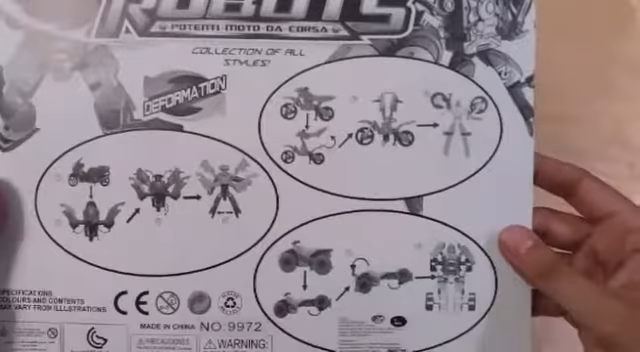 ROBOTS
POTENTI-MOTO-DA-CORSA
COLLECTION OF ALL
STYLES!
DEFORMATION
SPECIFICATIONS
COLOURS AND CONTENTS
MAY VARY FROM ILLUSTRATIONS
CE
MADE IN CHINA NO.9972
PRECAUCIONES
WARNING: